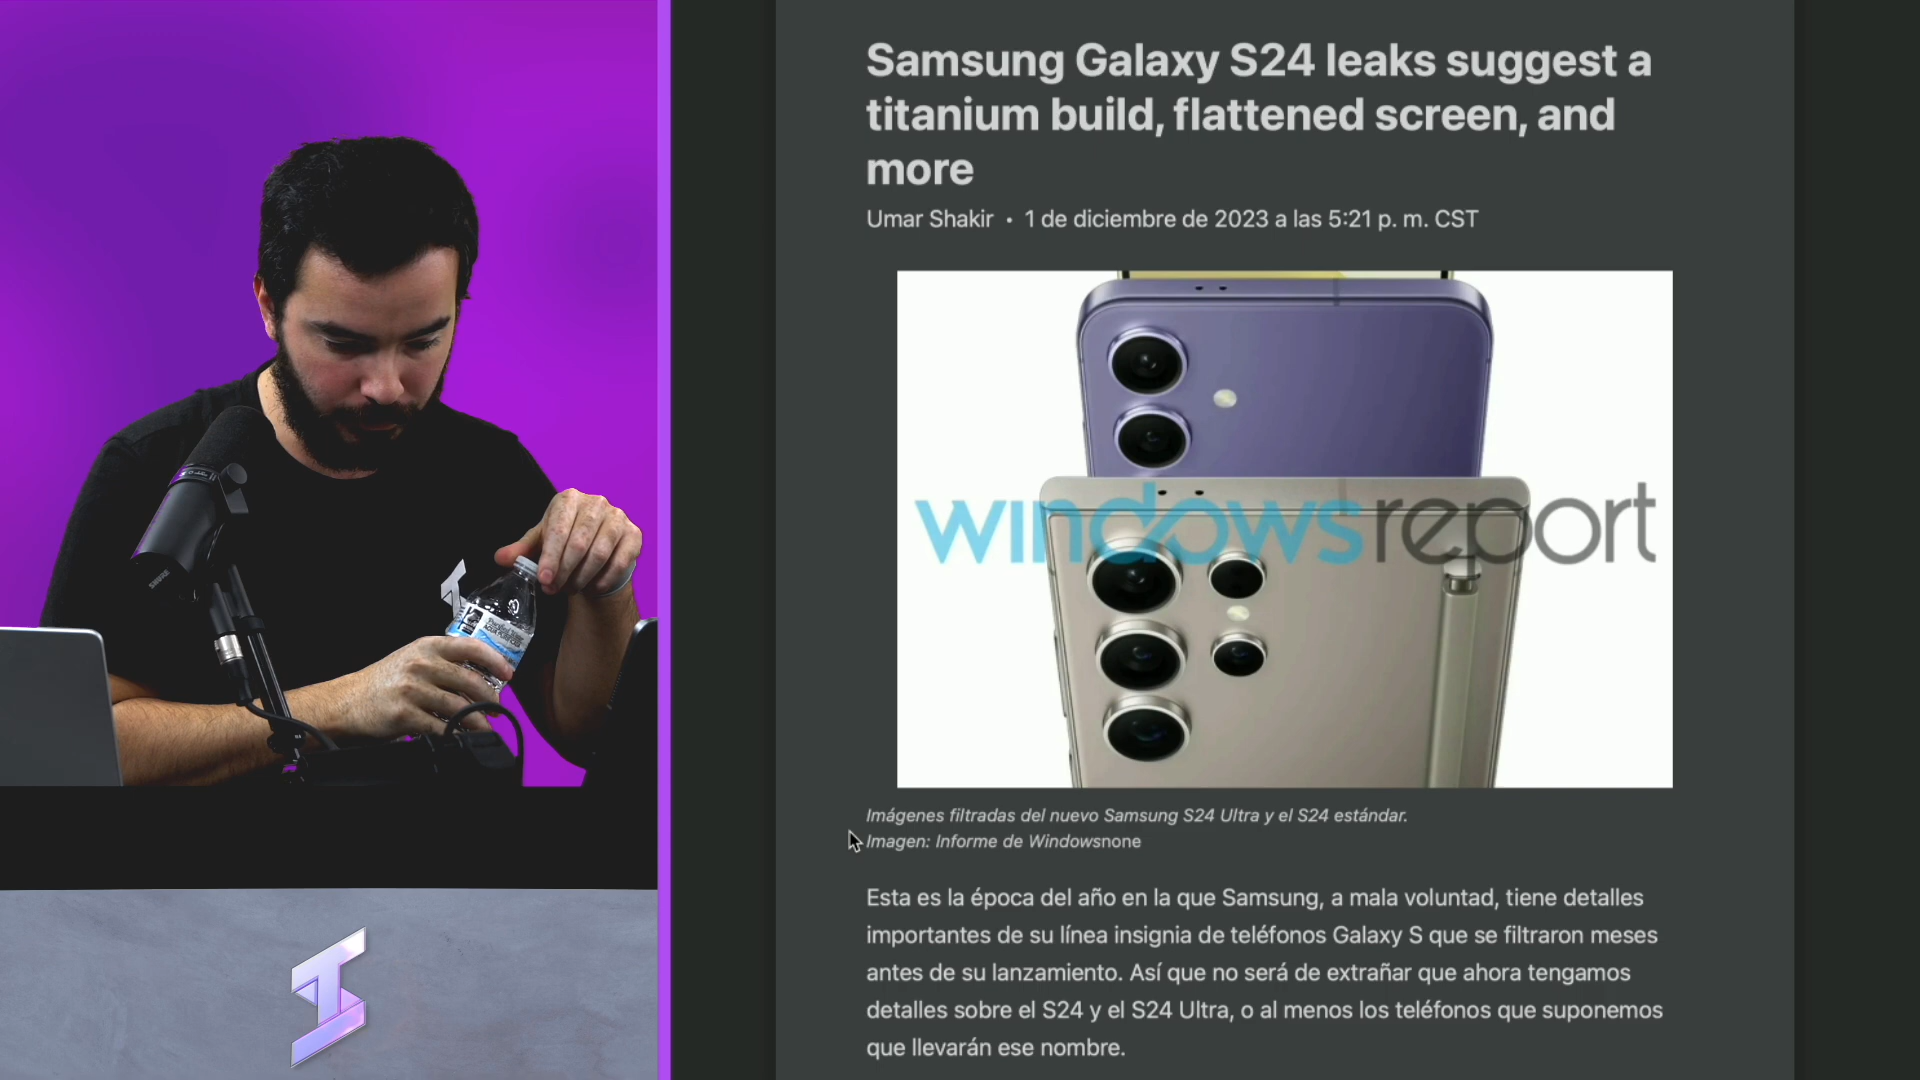 Samsung Galaxy S24 leaks suggest a
titanium build, flattened screen, and
more
Umar Shakir • 1 de diciembre de 2023 a las 5:21 p. m. CST
windowsreport
Imágenes filtradas del nuevo Samsung S24 Ultra y el S24 estándar.
Imagen: Informe de Windowsnone
Esta es la época del año en la que Samsung, a mala voluntad, tiene detalles
importantes de su línea insignia de teléfonos Galaxy S que se filtraron meses
antes de su lanzamiento. Así que no será de extrañar que ahora tengamos
detalles sobre el S24 y el S24 Ultra, o al menos los teléfonos que suponemos
que llevarán ese nombre.